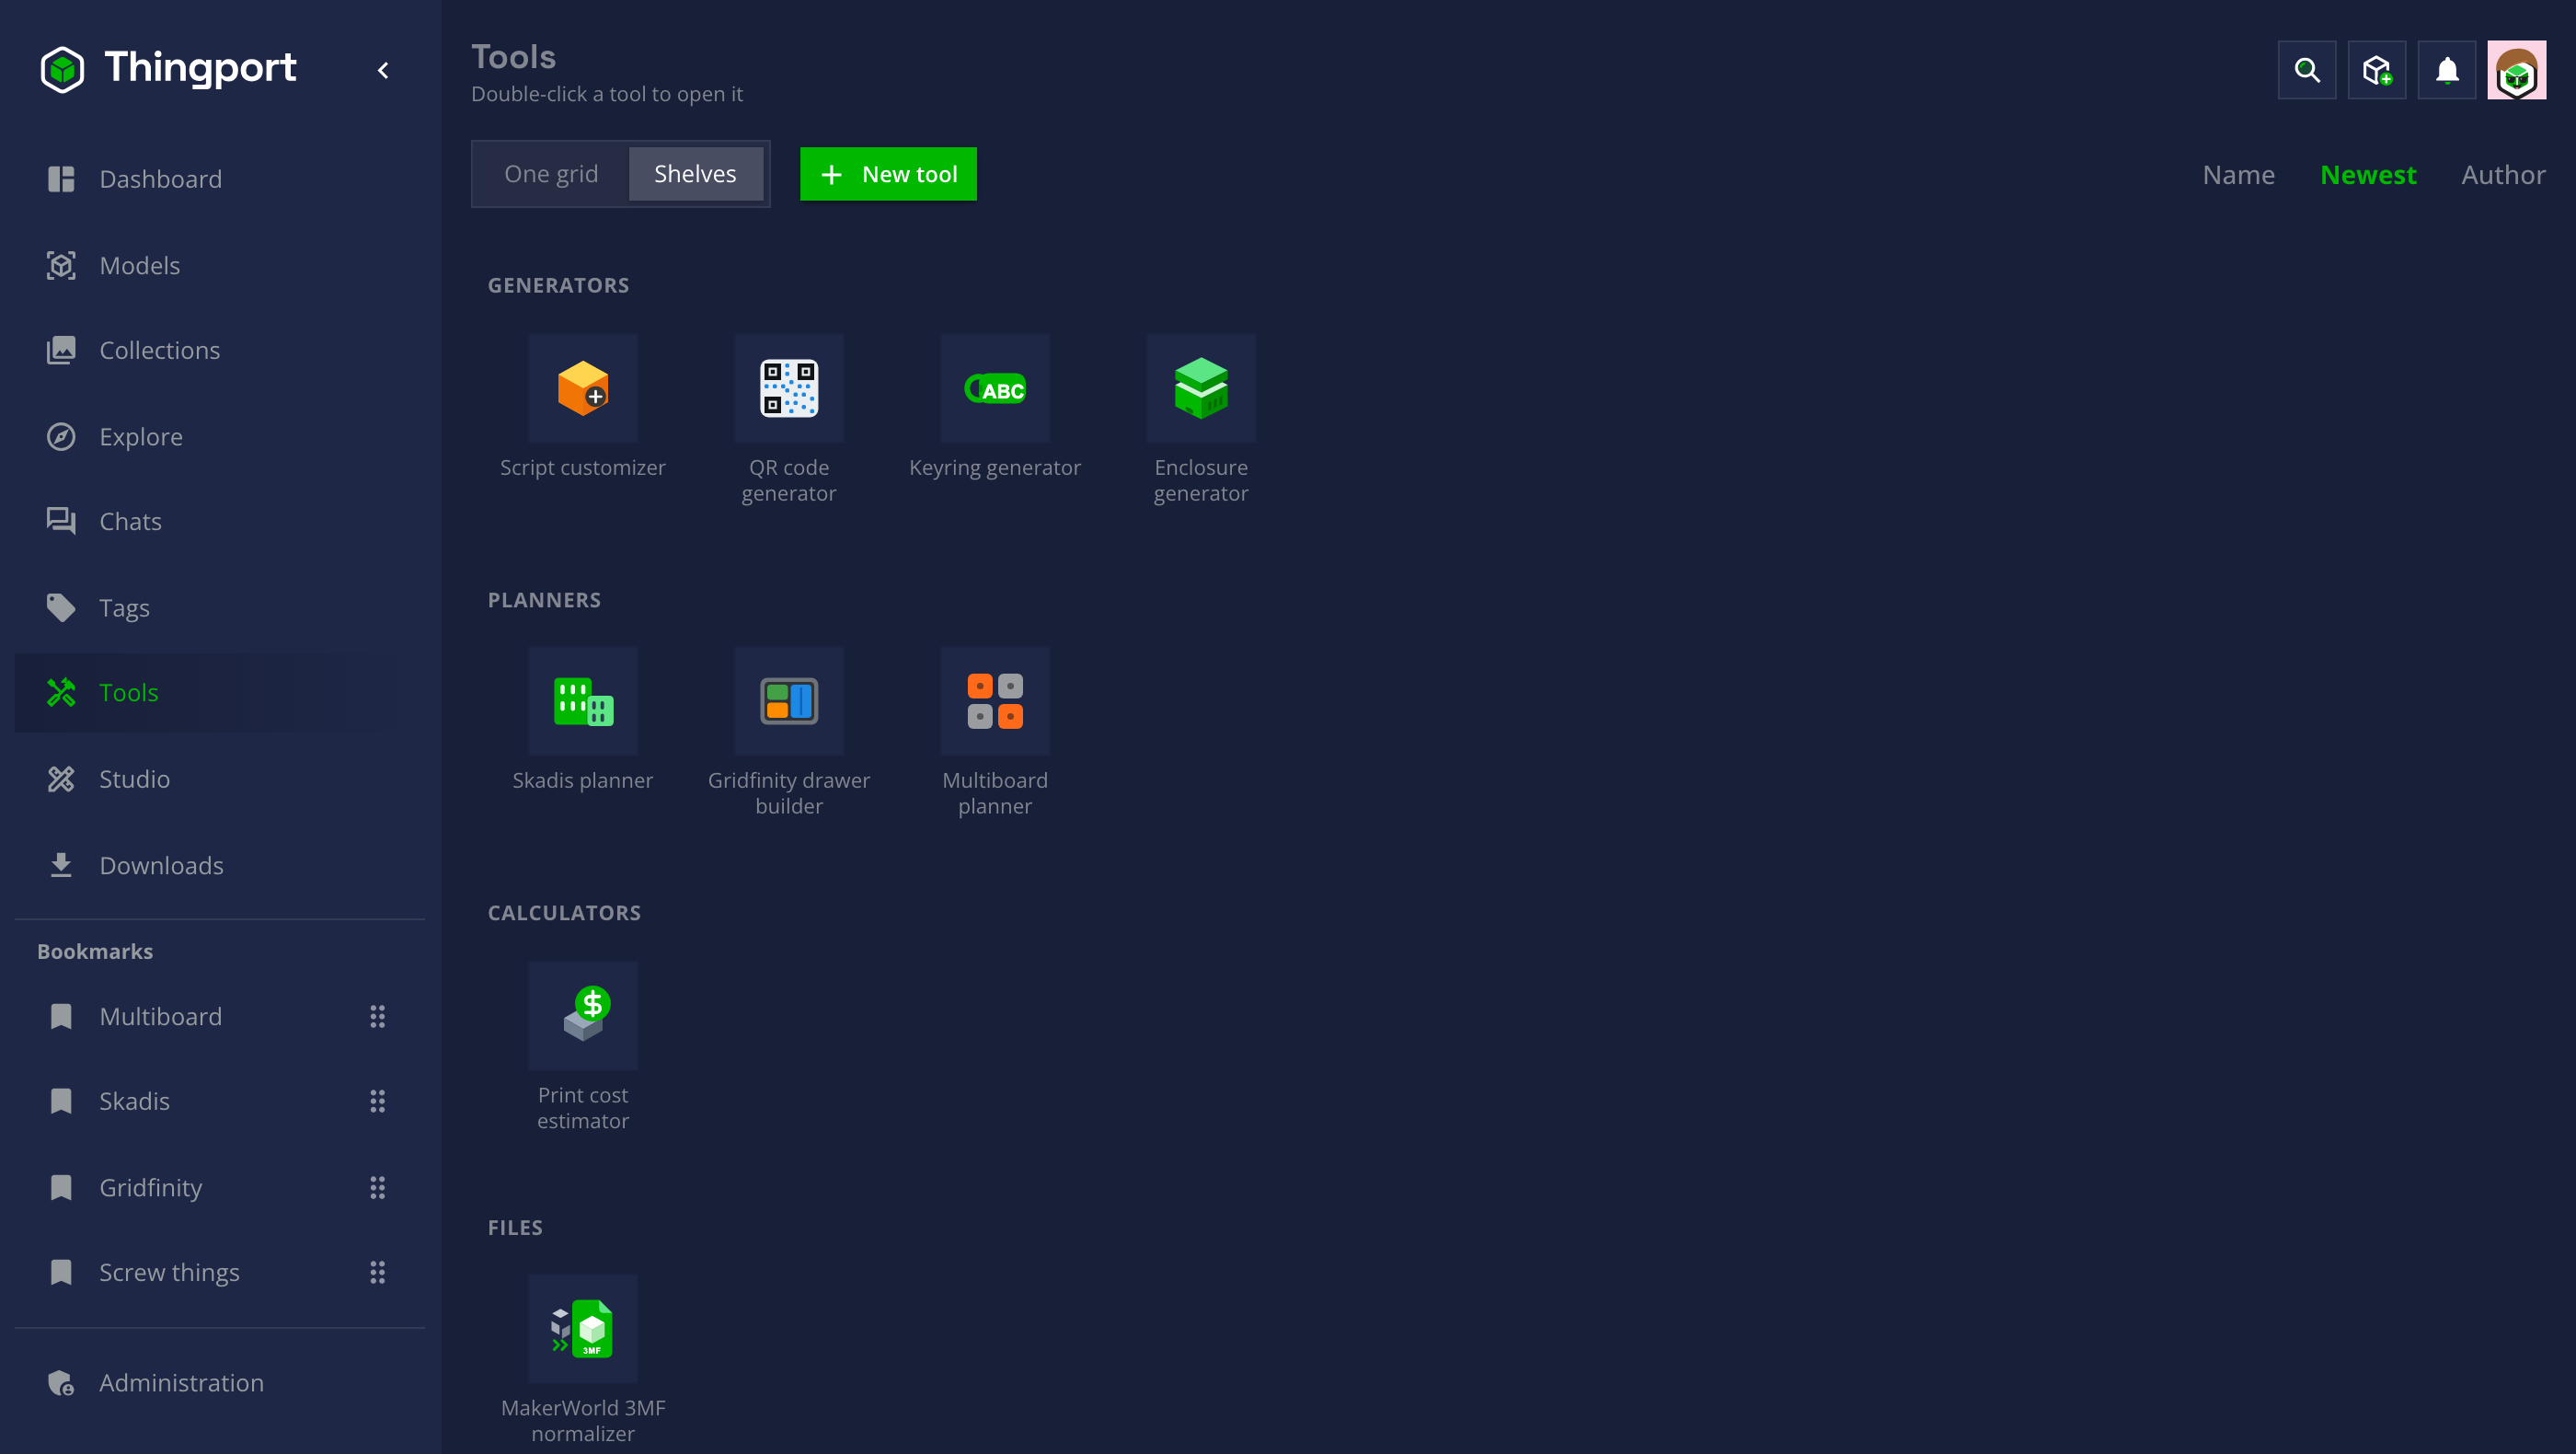 Thingport
Dashboard
Models
Collections
Explore
Chats
Tags
Tools
Studio
Downloads
Bookmarks
Multiboard
Skadis
Gridfinity
Screw things
Administration
Tools
Double-click a tool to open it
One grid
Shelves
+ New tool
Name
Newest
Author
GENERATORS
ABC
Script customizer
QR code
generator
Keyring generator
Enclosure
generator
PLANNERS
Skadis planner
Gridfinity drawer
builder
Multiboard
planner
CALCULATORS
$
Print cost
estimator
FILES
3MF
MakerWorld 3MF
normalizer